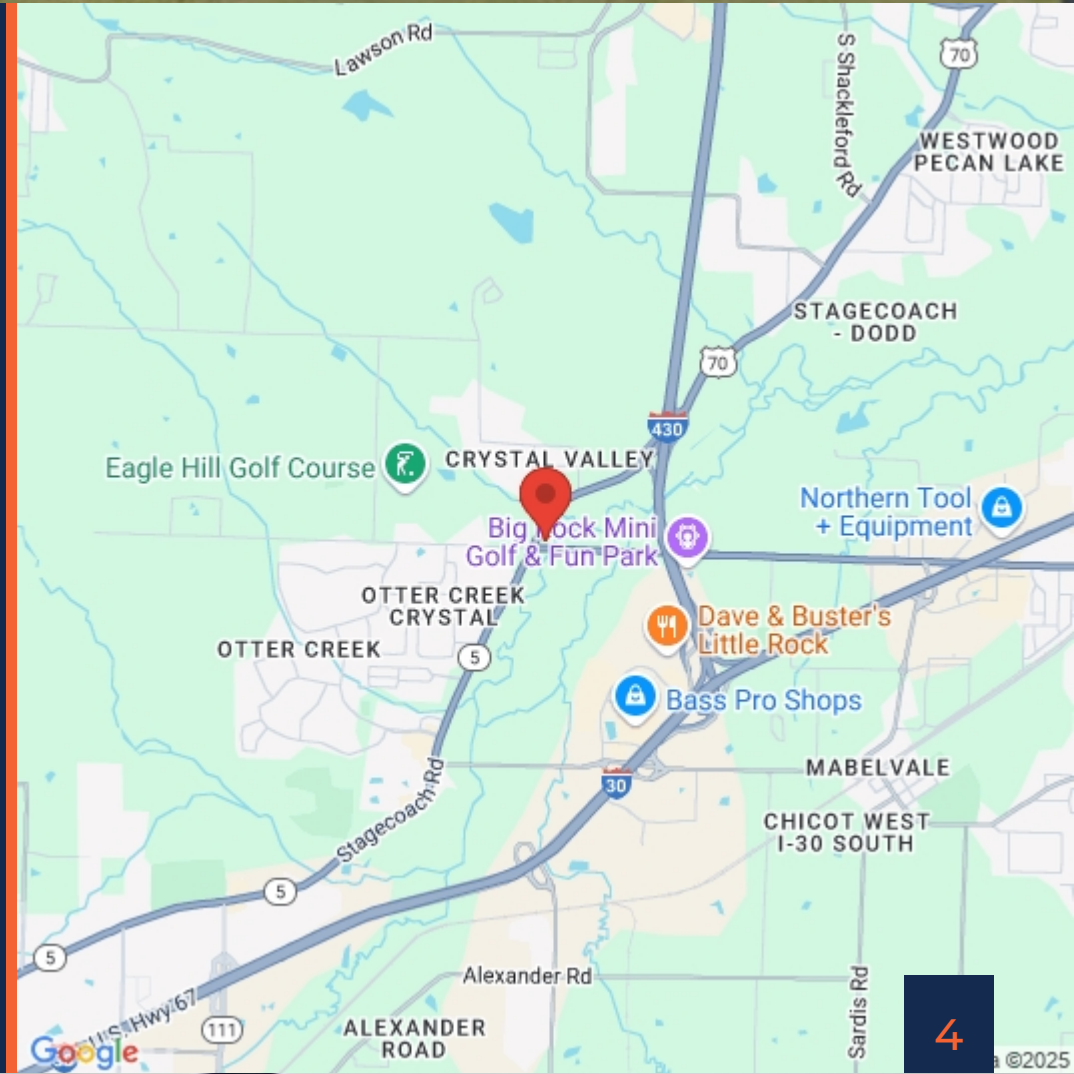 Lawson Rd
S Shackleford Rd
70
WESTWOOD
PECAN LAKE
STAGECOACH
- DODD
70
430
CRYSTAL VALLEY
Eagle Hill Golf Course
Big Rock Mini
Golf & Fun Park
Northern Tool
+ Equipment
OTTER CREEK
CRYSTAL
Dave & Buster's
Little Rock
OTTER CREEK
5
Bass Pro Shops
MABELVALE
30
CHICOT WEST
I-30 SOUTH
Stagecoach Rd
5
5
Alexander Rd
Sardis Rd
U.S. Hwy 67
111
ALEXANDER
ROAD
4
Google
a ©2025